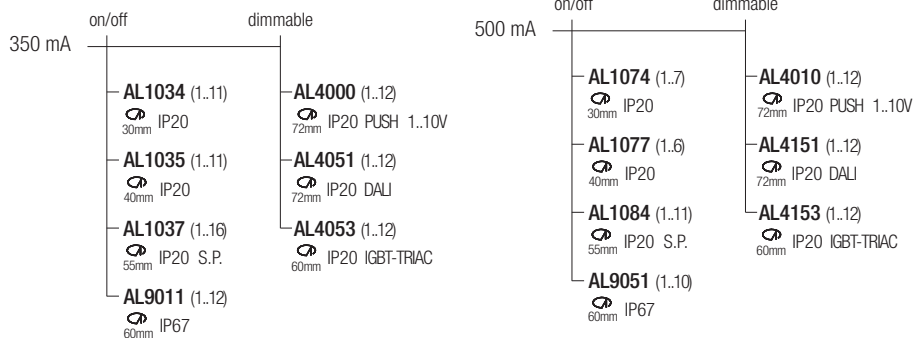 on/off dimmable
350 mA
AL1034 (1..11) AL4000 (1..12)
30mm IP20 72mm IP20 PUSH 1..10V
AL1035 (1..11) AL4051 (1..12)
40mm IP20 72mm IP20 DALI
AL1037 (1..16) AL4053 (1..12)
55mm IP20 S.P. 60mm IP20 IGBT-TRIAC
AL9011 (1..12)
60mm IP67
on/off dimmable
500 mA
AL1074 (1..7) AL4010 (1..12)
30mm IP20 72mm IP20 PUSH 1..10V
AL1077 (1..6) AL4151 (1..12)
40mm IP20 72mm IP20 DALI
AL1084 (1..11) AL4153 (1..12)
55mm IP20 S.P. 60mm IP20 IGBT-TRIAC
AL9051 (1..10)
60mm IP67